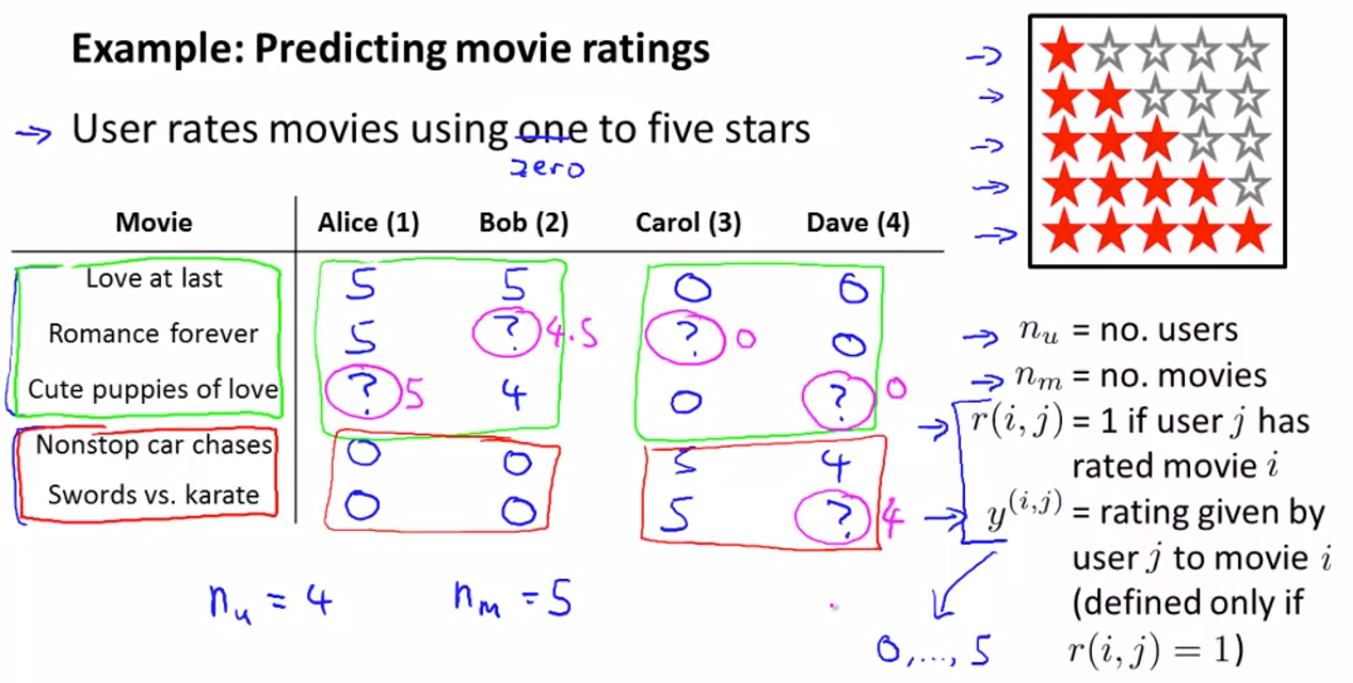 Example: Predicting movie ratings
→ User rates movies using one to five stars
zero
Movie Alice (1) Bob (2) Carol (3) Dave (4)
Love at last 5 5 0 0
Romance forever 5 ? 4.5 ? 0 0
Cute puppies of love ? 5 4 0 ? 0
Nonstop car chases 0 0 5 4
Swords vs. karate 0 0 5 ? 4
n_u = 4 n_m = 5
→ n_u = no. users
→ n_m = no. movies
→ r(i, j) = 1 if user j has
rated movie i
→ y^(i,j) = rating given by
user j to movie i
(defined only if
r(i, j) = 1)
0, ..., 5